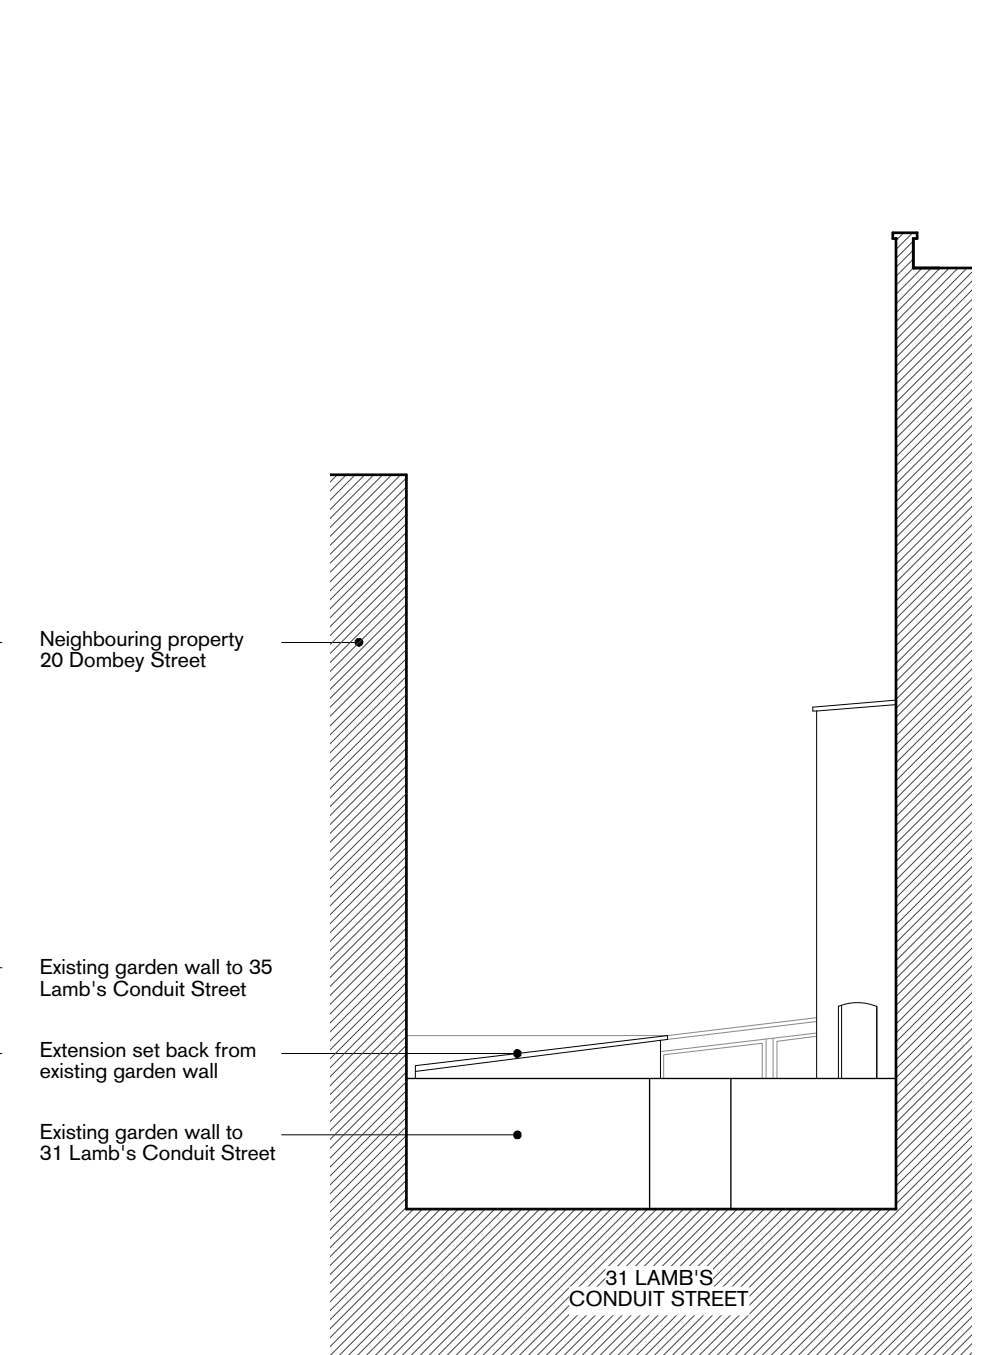 Neighbouring property
20 Dombey Street
Existing garden wall to 35
Lamb's Conduit Street
Extension set back from
existing garden wall
Existing garden wall to
31 Lamb's Conduit Street
31 LAMB'S
CONDUIT STREET